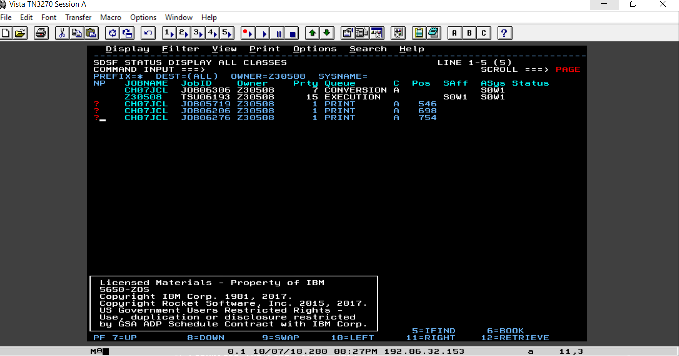 Vista TN3270 Session A
File Edit Font Transfer Macro Options Window Help
1 2 3 4 5 A B C ?
Display Filter View Print Options Search Help
SDSF STATUS DISPLAY ALL CLASSES LINE 1-5 (5)
COMMAND INPUT ===> SCROLL ===> PAGE
PREFIX=* DEST=(ALL) OWNER=Z30508 SYSNAME=
NP JOBNAME JobID Owner Prty Queue C Pos SAff ASys Status
CH07JCL JOB06306 Z30508 7 CONVERSION A S0W1
Z30508 TSU06193 Z30508 15 EXECUTION S0W1 S0W1
? CH07JCL JOB05719 Z30508 1 PRINT A 546
? CH07JCL JOB06206 Z30508 1 PRINT A 698
? CH07JCL JOB06276 Z30508 1 PRINT A 754
Licensed Materials - Property of IBM
5650-ZOS
Copyright IBM Corp. 1981, 2017.
Copyright Rocket Software, Inc. 2015, 2017.
US Government Users Restricted Rights -
Use, duplication or disclosure restricted
by GSA ADP Schedule Contract with IBM Corp.
5=IFIND 6=BOOK
PF 7=UP 8=DOWN 9=SWAP 10=LEFT 11=RIGHT 12=RETRIEVE
0.1 10/07/10.280 08:27PM 192.86.32.153 a 11,3